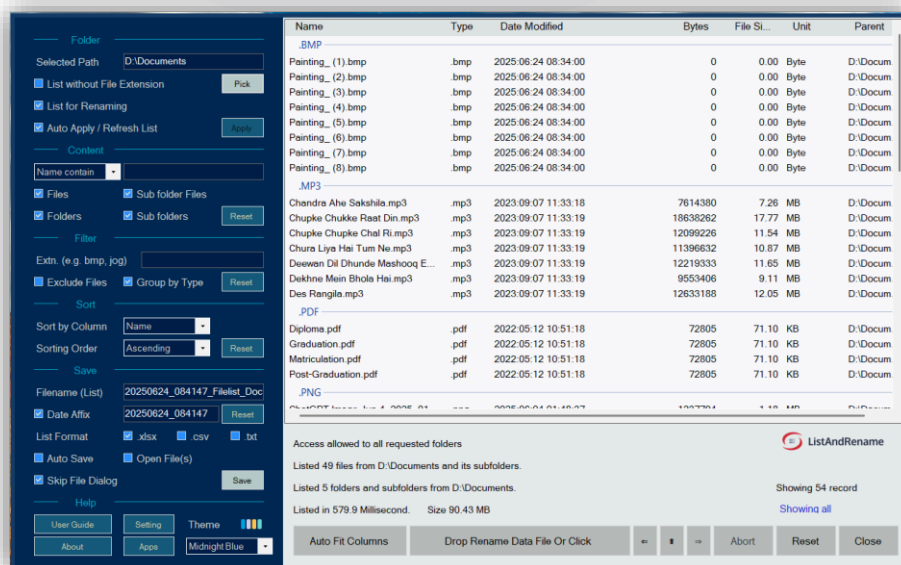 Folder
Selected Path D:\Documents
List without File Extension Pick
List for Renaming
Auto Apply / Refresh List Apply
Content
Name contain
Files Sub folder Files
Folders Sub folders Reset
Filter
Extn. (e.g. bmp, jog)
Exclude Files Group by Type Reset
Sort
Sort by Column Name
Sorting Order Ascending Reset
Save
Filename (List) 20250624_084147_Filelist_Doc
Date Affix 20250624_084147 Reset
List Format .xlsx .csv .txt
Auto Save Open File(s)
Skip File Dialog Save
Help
User Guide Setting Theme
About Apps Midnight Blue
Name Type Date Modified Bytes File Si... Unit Parent
.BMP
Painting_ (1).bmp .bmp 2025:06:24 08:34:00 0 0.00 Byte D:\Docum
Painting_ (2).bmp .bmp 2025:06:24 08:34:00 0 0.00 Byte D:\Docum
Painting_ (3).bmp .bmp 2025:06:24 08:34:00 0 0.00 Byte D:\Docum
Painting_ (4).bmp .bmp 2025:06:24 08:34:00 0 0.00 Byte D:\Docum
Painting_ (5).bmp .bmp 2025:06:24 08:34:00 0 0.00 Byte D:\Docum
Painting_ (6).bmp .bmp 2025:06:24 08:34:00 0 0.00 Byte D:\Docum
Painting_ (7).bmp .bmp 2025:06:24 08:34:00 0 0.00 Byte D:\Docum
Painting_ (8).bmp .bmp 2025:06:24 08:34:00 0 0.00 Byte D:\Docum
.MP3
Chandra Ahe Sakshila.mp3 .mp3 2023:09:07 11:33:18 7614380 7.26 MB D:\Docum
Chupke Chukke Raat Din.mp3 .mp3 2023:09:07 11:33:19 18638262 17.77 MB D:\Docum
Chupke Chupke Chal Ri.mp3 .mp3 2023:09:07 11:33:19 12099226 11.54 MB D:\Docum
Chura Liya Hai Tum Ne.mp3 .mp3 2023:09:07 11:33:19 11396632 10.87 MB D:\Docum
Deewan Dil Dhunde Mashooq E... .mp3 2023:09:07 11:33:19 12219333 11.65 MB D:\Docum
Dekhne Mein Bhola Hai.mp3 .mp3 2023:09:07 11:33:19 9553406 9.11 MB D:\Docum
Des Rangila.mp3 .mp3 2023:09:07 11:33:19 12633188 12.05 MB D:\Docum
.PDF
Diploma.pdf .pdf 2022:05:12 10:51:18 72805 71.10 KB D:\Docum
Graduation.pdf .pdf 2022:05:12 10:51:18 72805 71.10 KB D:\Docum
Matriculation.pdf .pdf 2022:05:12 10:51:18 72805 71.10 KB D:\Docum
Post-Graduation.pdf .pdf 2022:05:12 10:51:18 72805 71.10 KB D:\Docum
.PNG
Access allowed to all requested folders
ListAndRename
Listed 49 files from D:\Documents and its subfolders.
Listed 5 folders and subfolders from D:\Documents. Showing 54 record
Listed in 579.9 Millisecond. Size 90.43 MB Showing all
Auto Fit Columns Drop Rename Data File Or Click Abort Reset Close